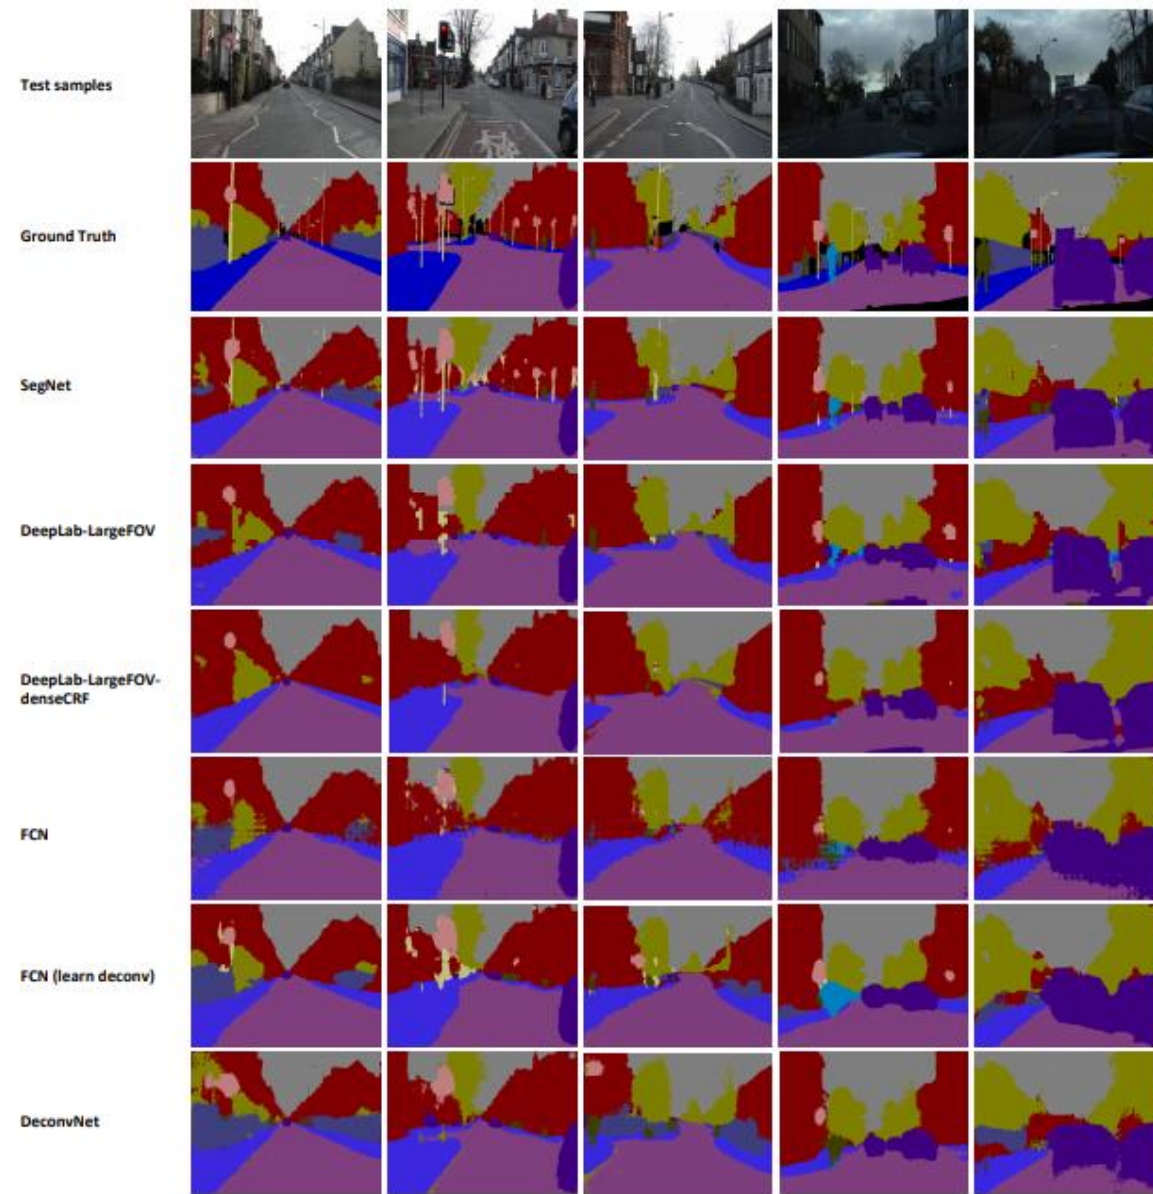 Test samples
Ground Truth
SegNet
DeepLab-LargeFOV
DeepLab-LargeFOV-
denseCRF
FCN
FCN (learn deconv)
DeconvNet